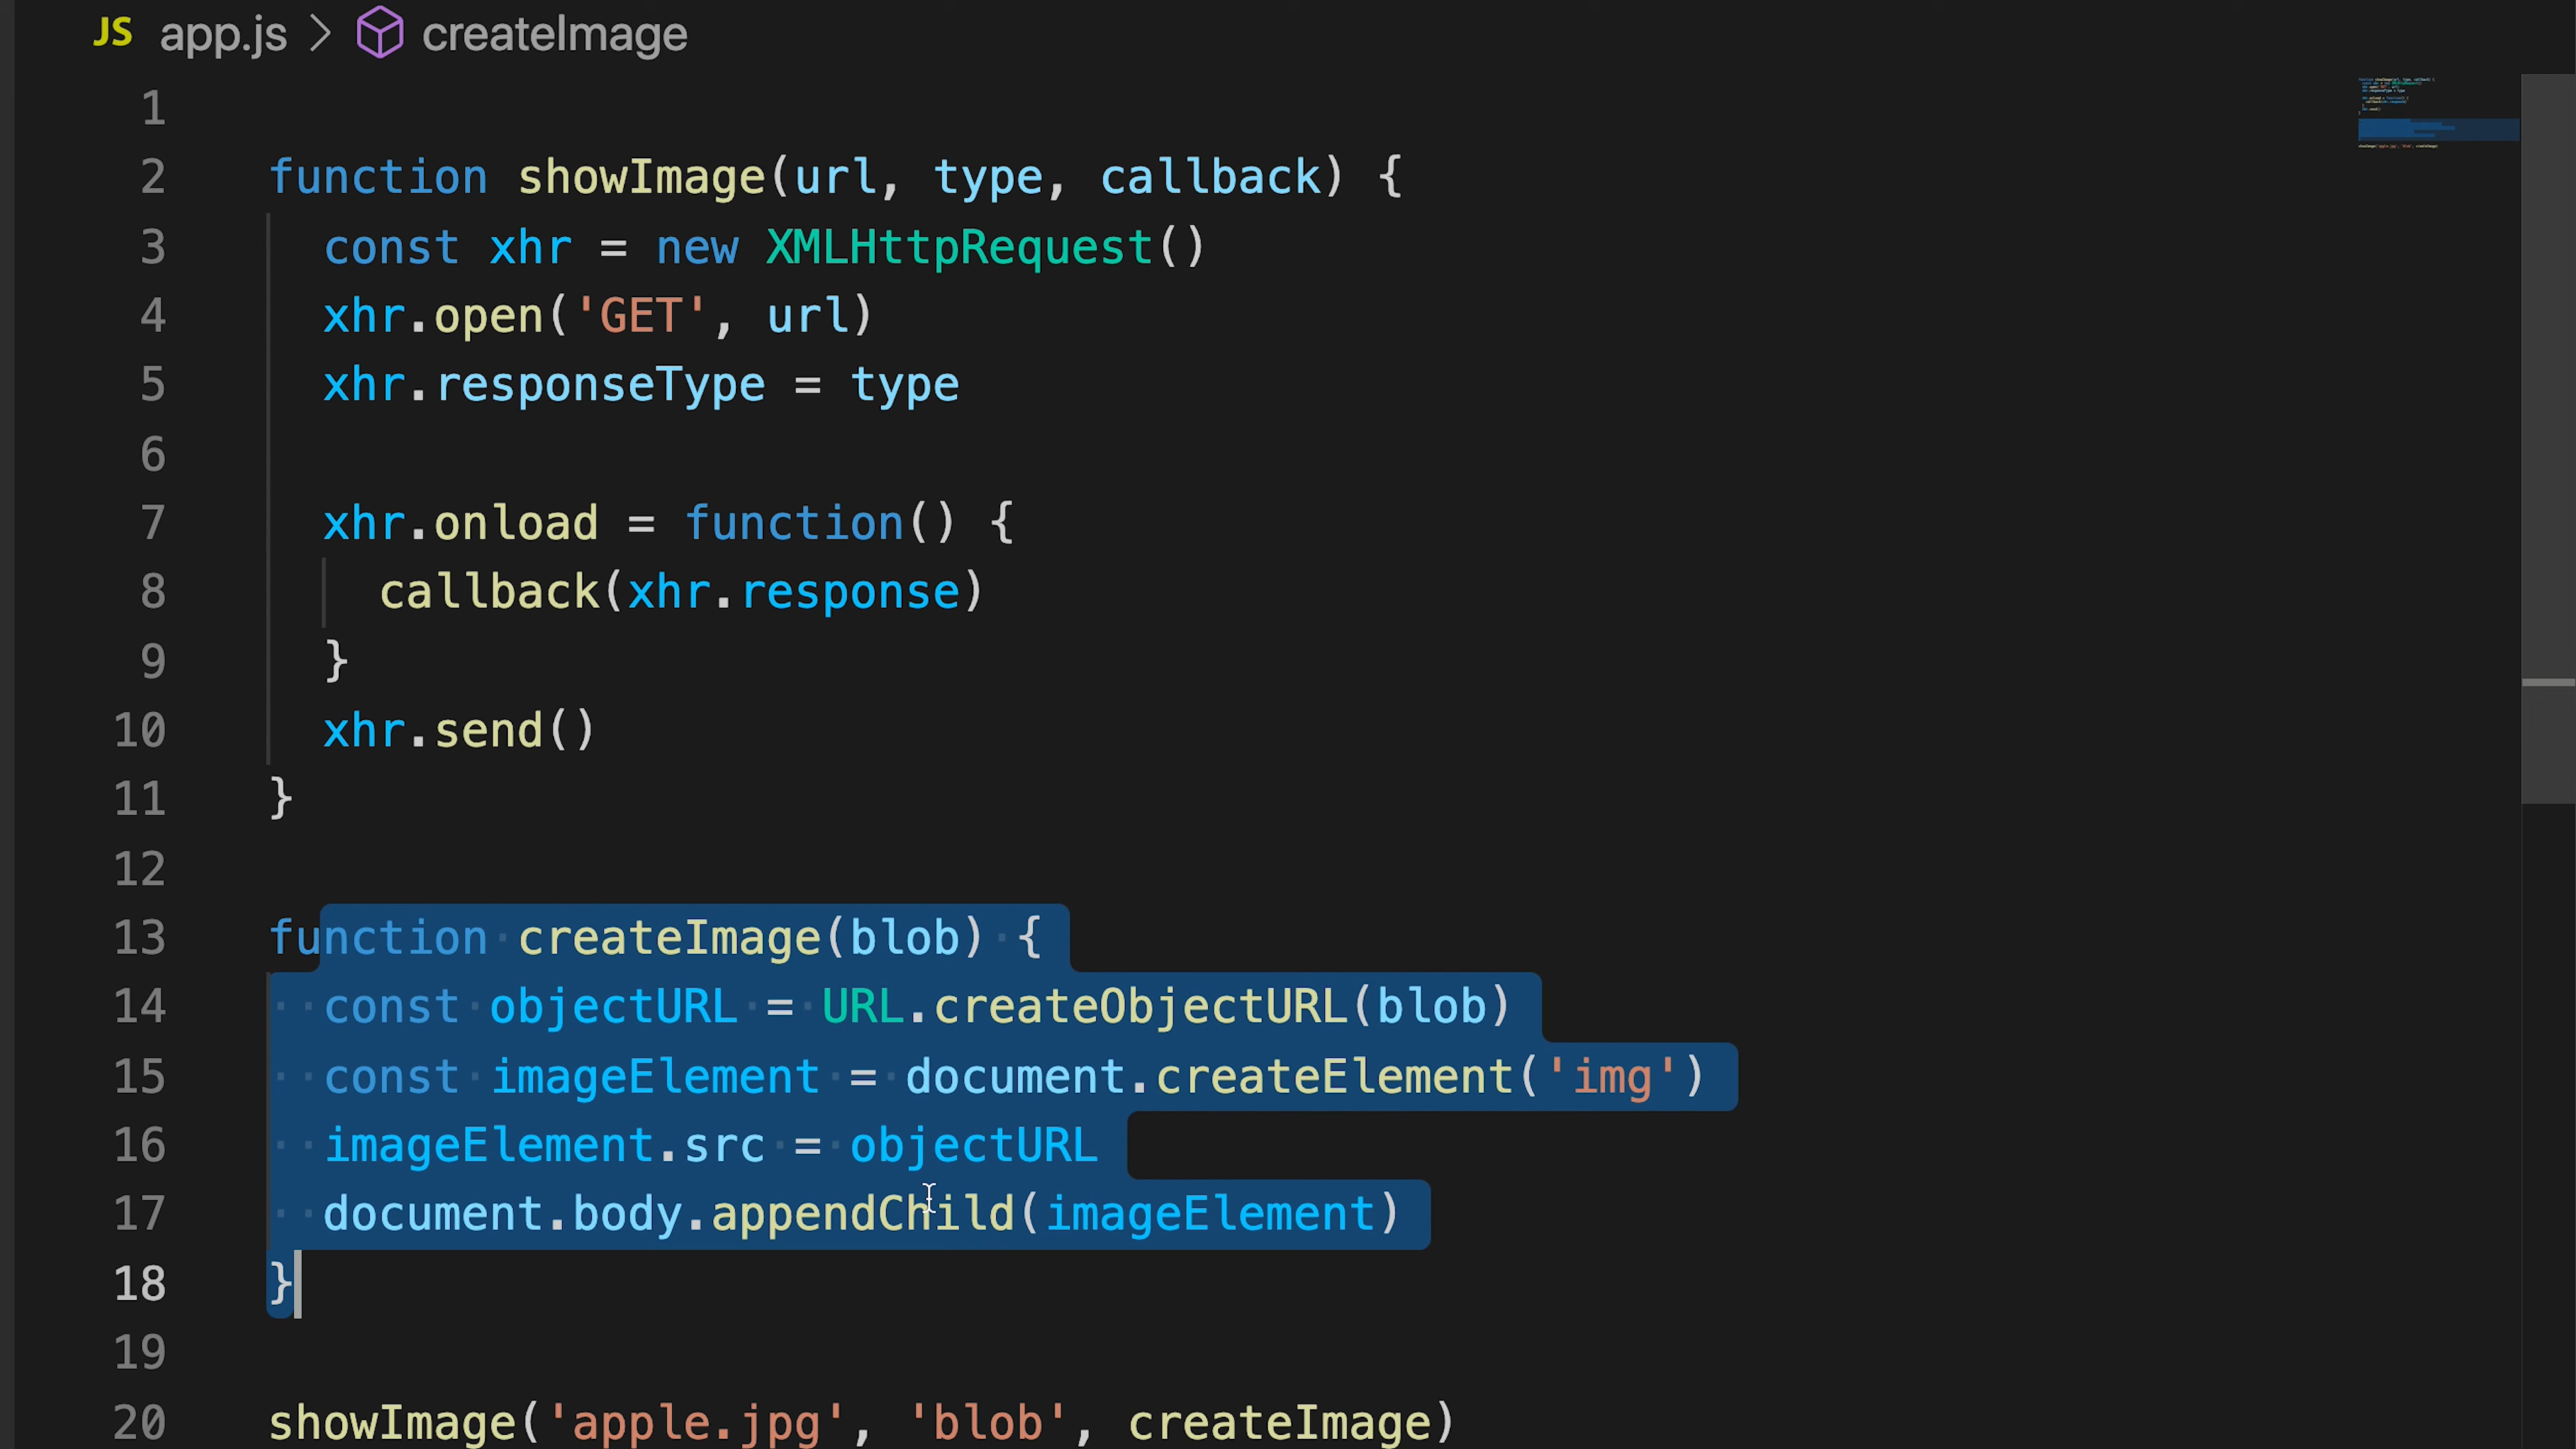 JS app.js > createImage
1
2 function showImage(url, type, callback) {
3 const xhr = new XMLHttpRequest()
4 xhr.open('GET', url)
5 xhr.responseType = type
6
7 xhr.onload = function() {
8 callback(xhr.response)
9 }
10 xhr.send()
11 }
12
13 function createImage(blob) {
14 const objectURL = URL.createObjectURL(blob)
15 const imageElement = document.createElement('img')
16 imageElement.src = objectURL
17 document.body.appendChild(imageElement)
18 }
19
20 showImage('apple.jpg', 'blob', createImage)